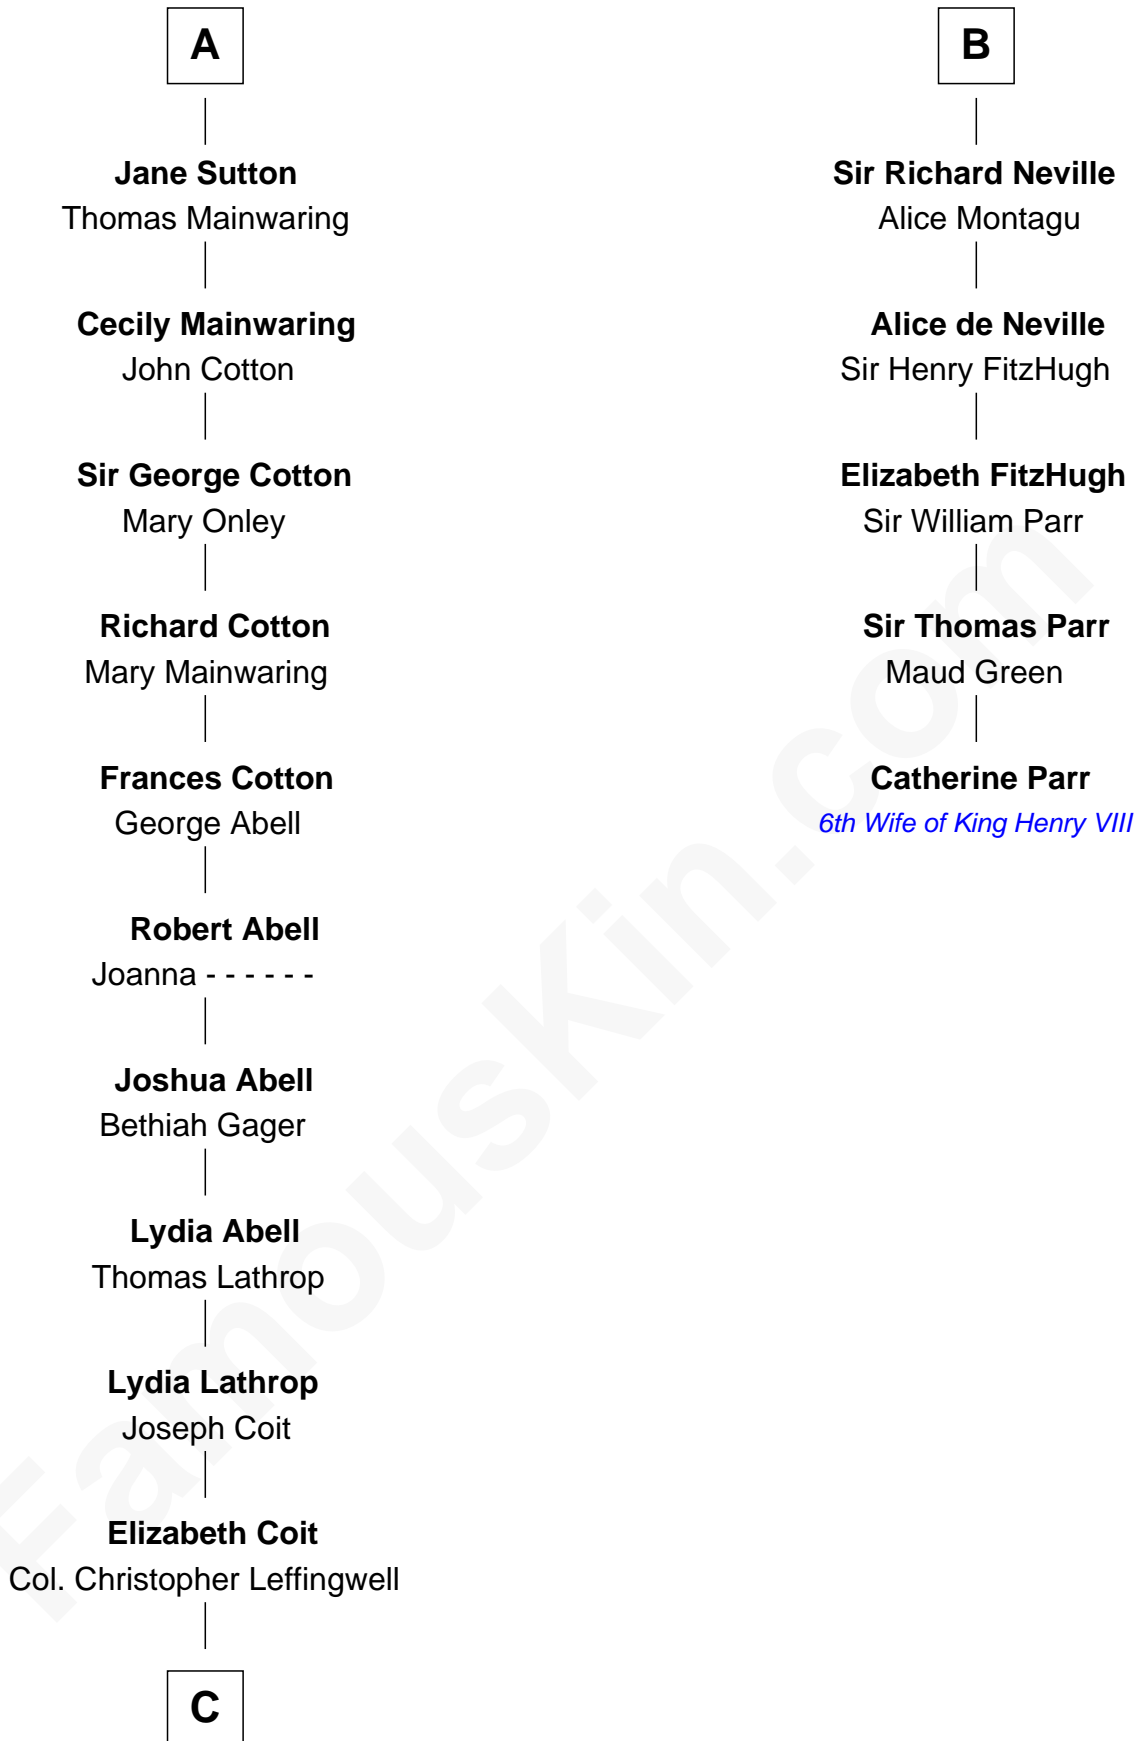 A
Jane Sutton
Thomas Mainwaring
Cecily Mainwaring
John Cotton
Sir George Cotton
Mary Onley
Richard Cotton
Mary Mainwaring
Frances Cotton
George Abell
Robert Abell
Joanna - - - - - -
Joshua Abell
Bethiah Gager
Lydia Abell
Thomas Lathrop
Lydia Lathrop
Joseph Coit
Elizabeth Coit
Col. Christopher Leffingwell
C
B
Sir Richard Neville
Alice Montagu
Alice de Neville
Sir Henry FitzHugh
Elizabeth FitzHugh
Sir William Parr
Sir Thomas Parr
Maud Green
Catherine Parr
6th Wife of King Henry VIII
FamousKin.com